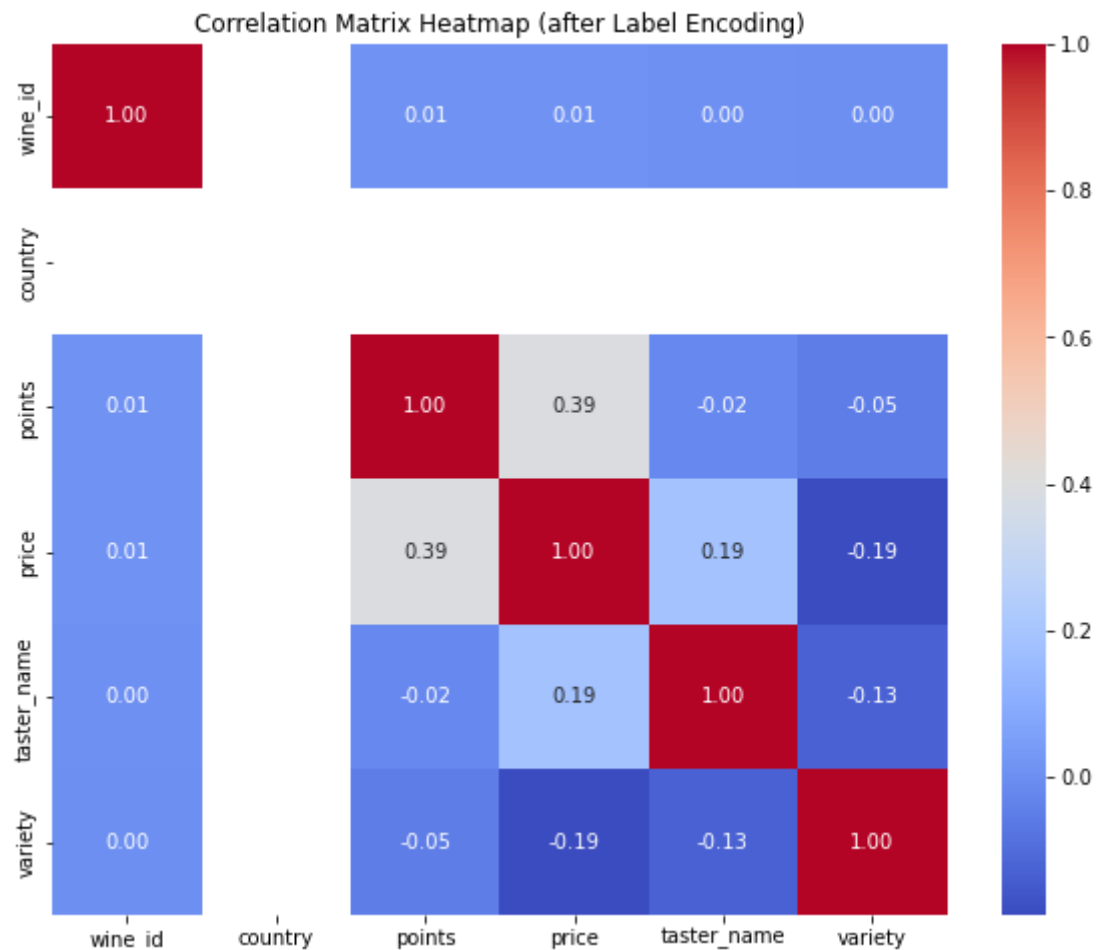 Correlation Matrix Heatmap (after Label Encoding)
wine_id
1.00 0.01 0.01 0.00 0.00
country
points
0.01 1.00 0.39 -0.02 -0.05
price
0.01 0.39 1.00 0.19 -0.19
taster_name
0.00 -0.02 0.19 1.00 -0.13
variety
0.00 -0.05 -0.19 -0.13 1.00
wine_id country points price taster_name variety
1.0
0.8
0.6
0.4
0.2
0.0